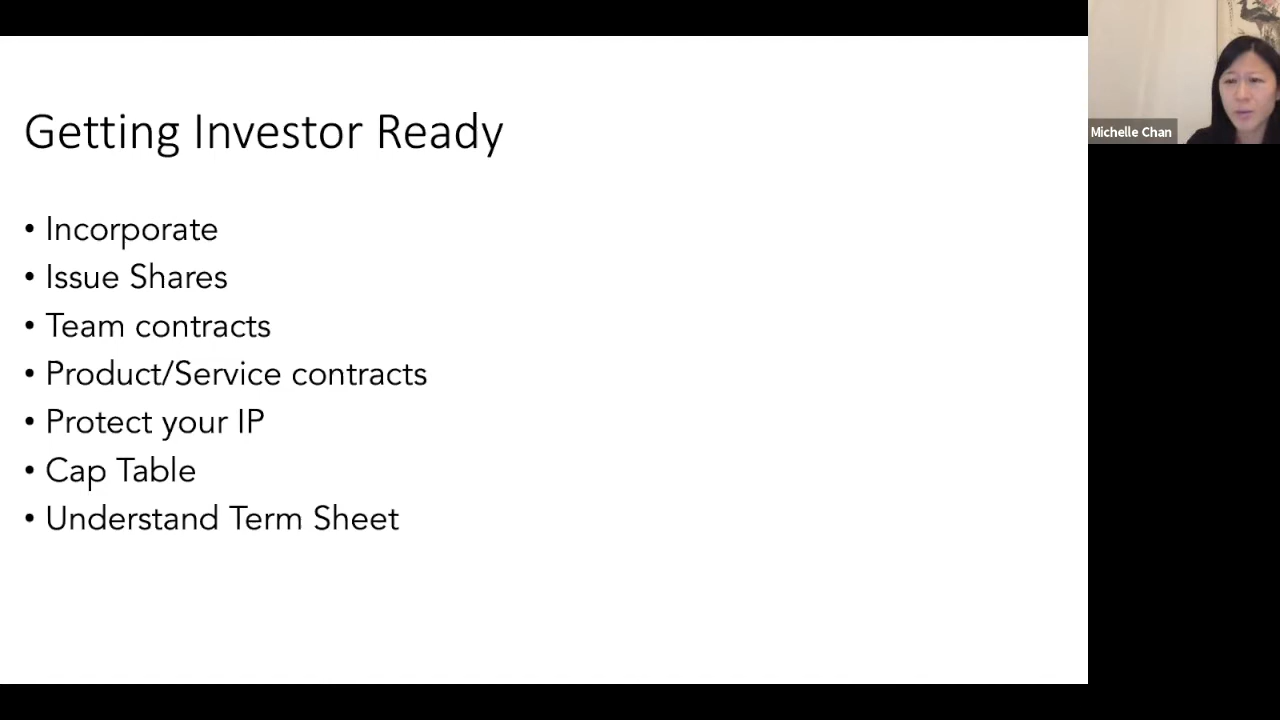 Getting Investor Ready
• Incorporate
• Issue Shares
• Team contracts
• Product/Service contracts
• Protect your IP
• Cap Table
• Understand Term Sheet
Michelle Chan